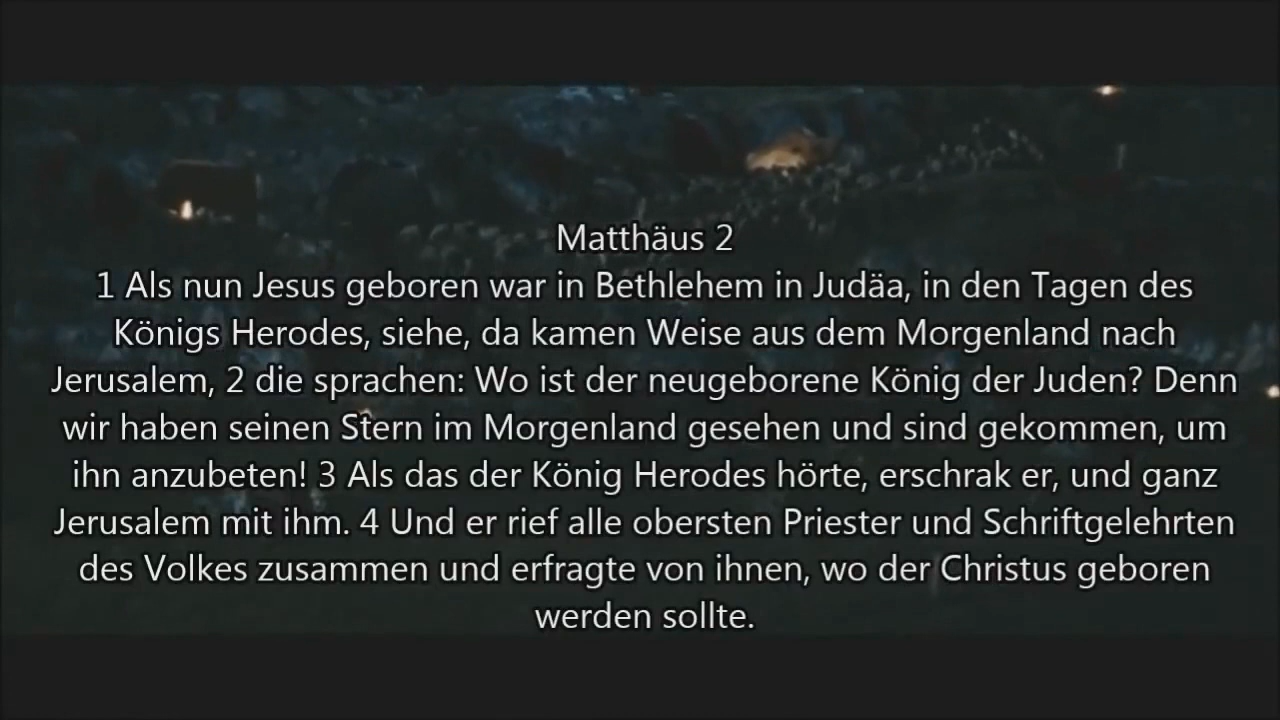 Matthäus 2
1 Als nun Jesus geboren war in Bethlehem in Judäa, in den Tagen des
Königs Herodes, siehe, da kamen Weise aus dem Morgenland nach
Jerusalem, 2 die sprachen: Wo ist der neugeborene König der Juden? Denn
wir haben seinen Stern im Morgenland gesehen und sind gekommen, um
ihn anzubeten! 3 Als das der König Herodes hörte, erschrak er, und ganz
Jerusalem mit ihm. 4 Und er rief alle obersten Priester und Schriftgelehrten
des Volkes zusammen und erfragte von ihnen, wo der Christus geboren
werden sollte.